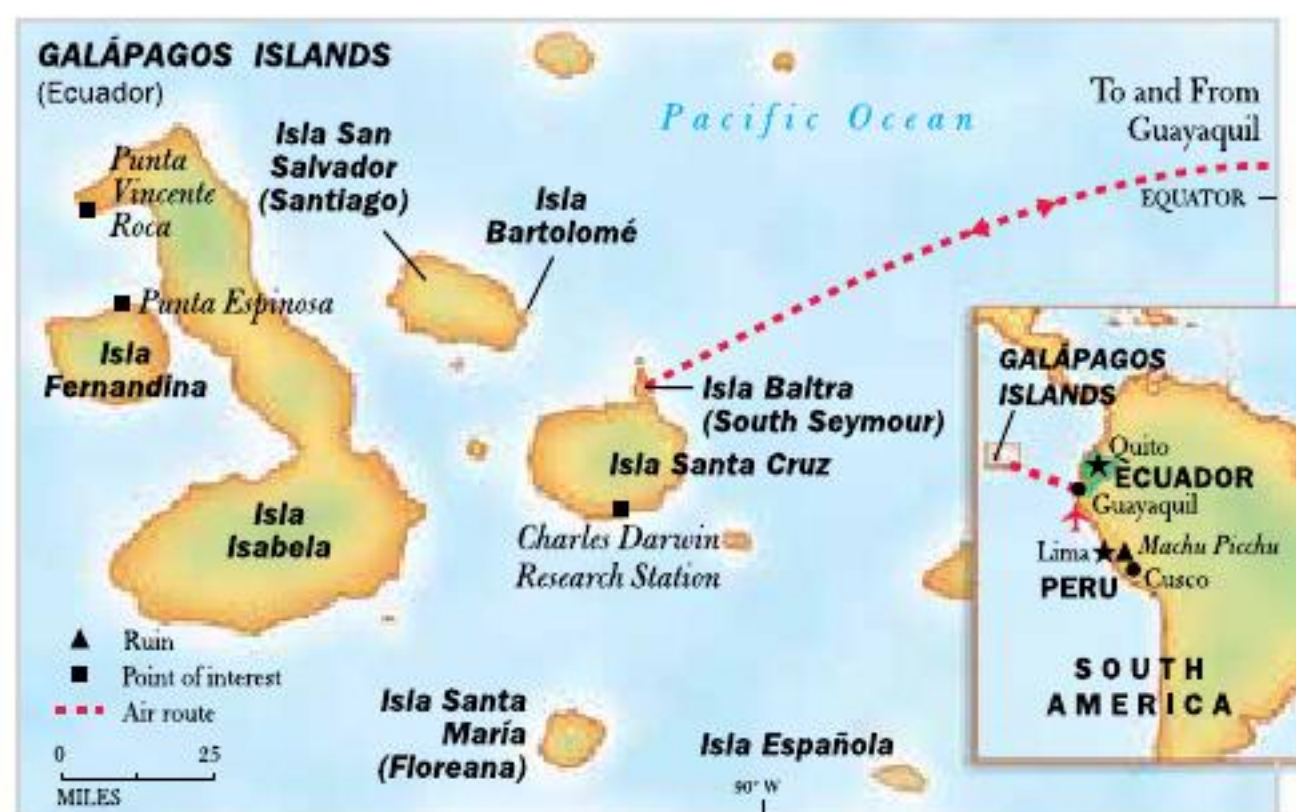 GALÁPAGOS ISLANDS
(Ecuador)
Pacific Ocean
To and From
Guayaquil
EQUATOR
Punta
Vincente
Roca
Isla San
Salvador
(Santiago)
Isla
Bartolomé
Punta Espinosa
Isla
Fernandina
Isla Baltra
(South Seymour)
Isla Santa Cruz
Isla
Isabela
Charles Darwin
Research Station
Ruin
Point of interest
Air route
0 25
MILES
Isla Santa
María
(Floreana)
Isla Española
90° W
GALÁPAGOS
ISLANDS
Quito
ECUADOR
Guayaquil
Lima
Machu Picchu
PERU
Cusco
SOUTH
AMERICA